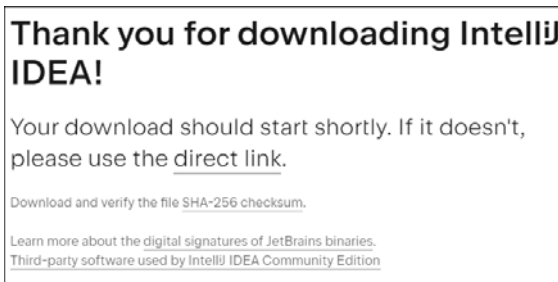 Thank you for downloading IntelliJ
IDEA!
Your download should start shortly. If it doesn't,
please use the direct link.
Download and verify the file SHA-256 checksum.
Learn more about the digital signatures of JetBrains binaries.
Third-party software used by IntelliJ IDEA Community Edition